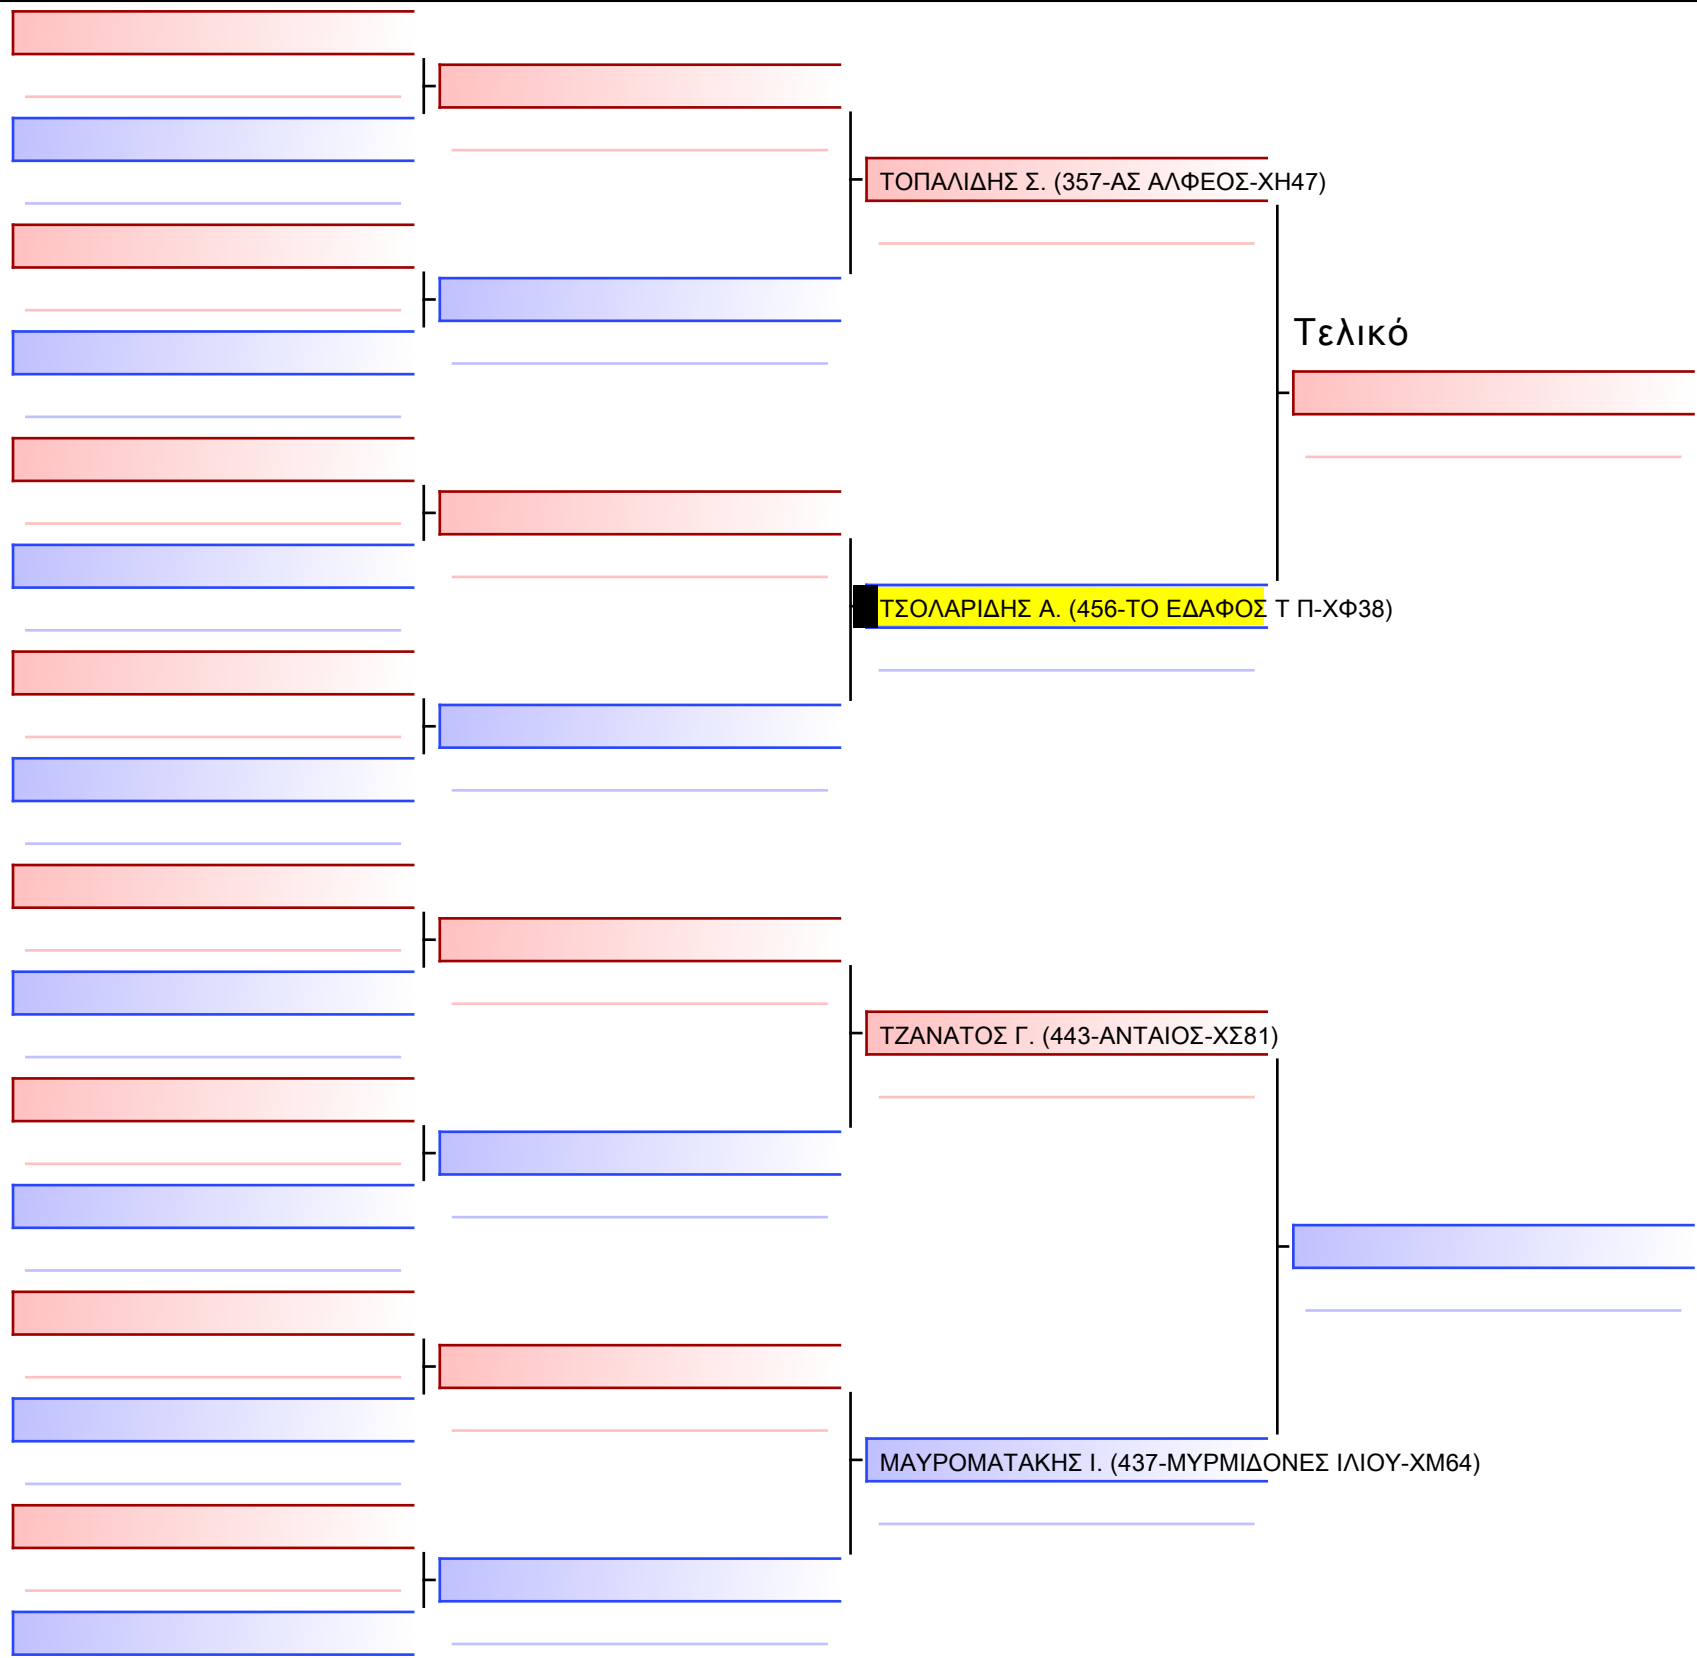 ΤΟΠΑΛΙΔΗΣ Σ. (357-ΑΣ ΑΛΦΕΟΣ-ΧΗ47)
Τελικό
ΤΣΟΛΑΡΙΔΗΣ Α. (456-ΤΟ ΕΔΑΦΟΣ Τ Π-ΧΦ38)
ΤΖΑΝΑΤΟΣ Γ. (443-ΑΝΤΑΙΟΣ-ΧΣ81)
ΜΑΥΡΟΜΑΤΑΚΗΣ Ι. (437-ΜΥΡΜΙΔΟΝΕΣ ΙΛΙΟΥ-ΧΜ64)